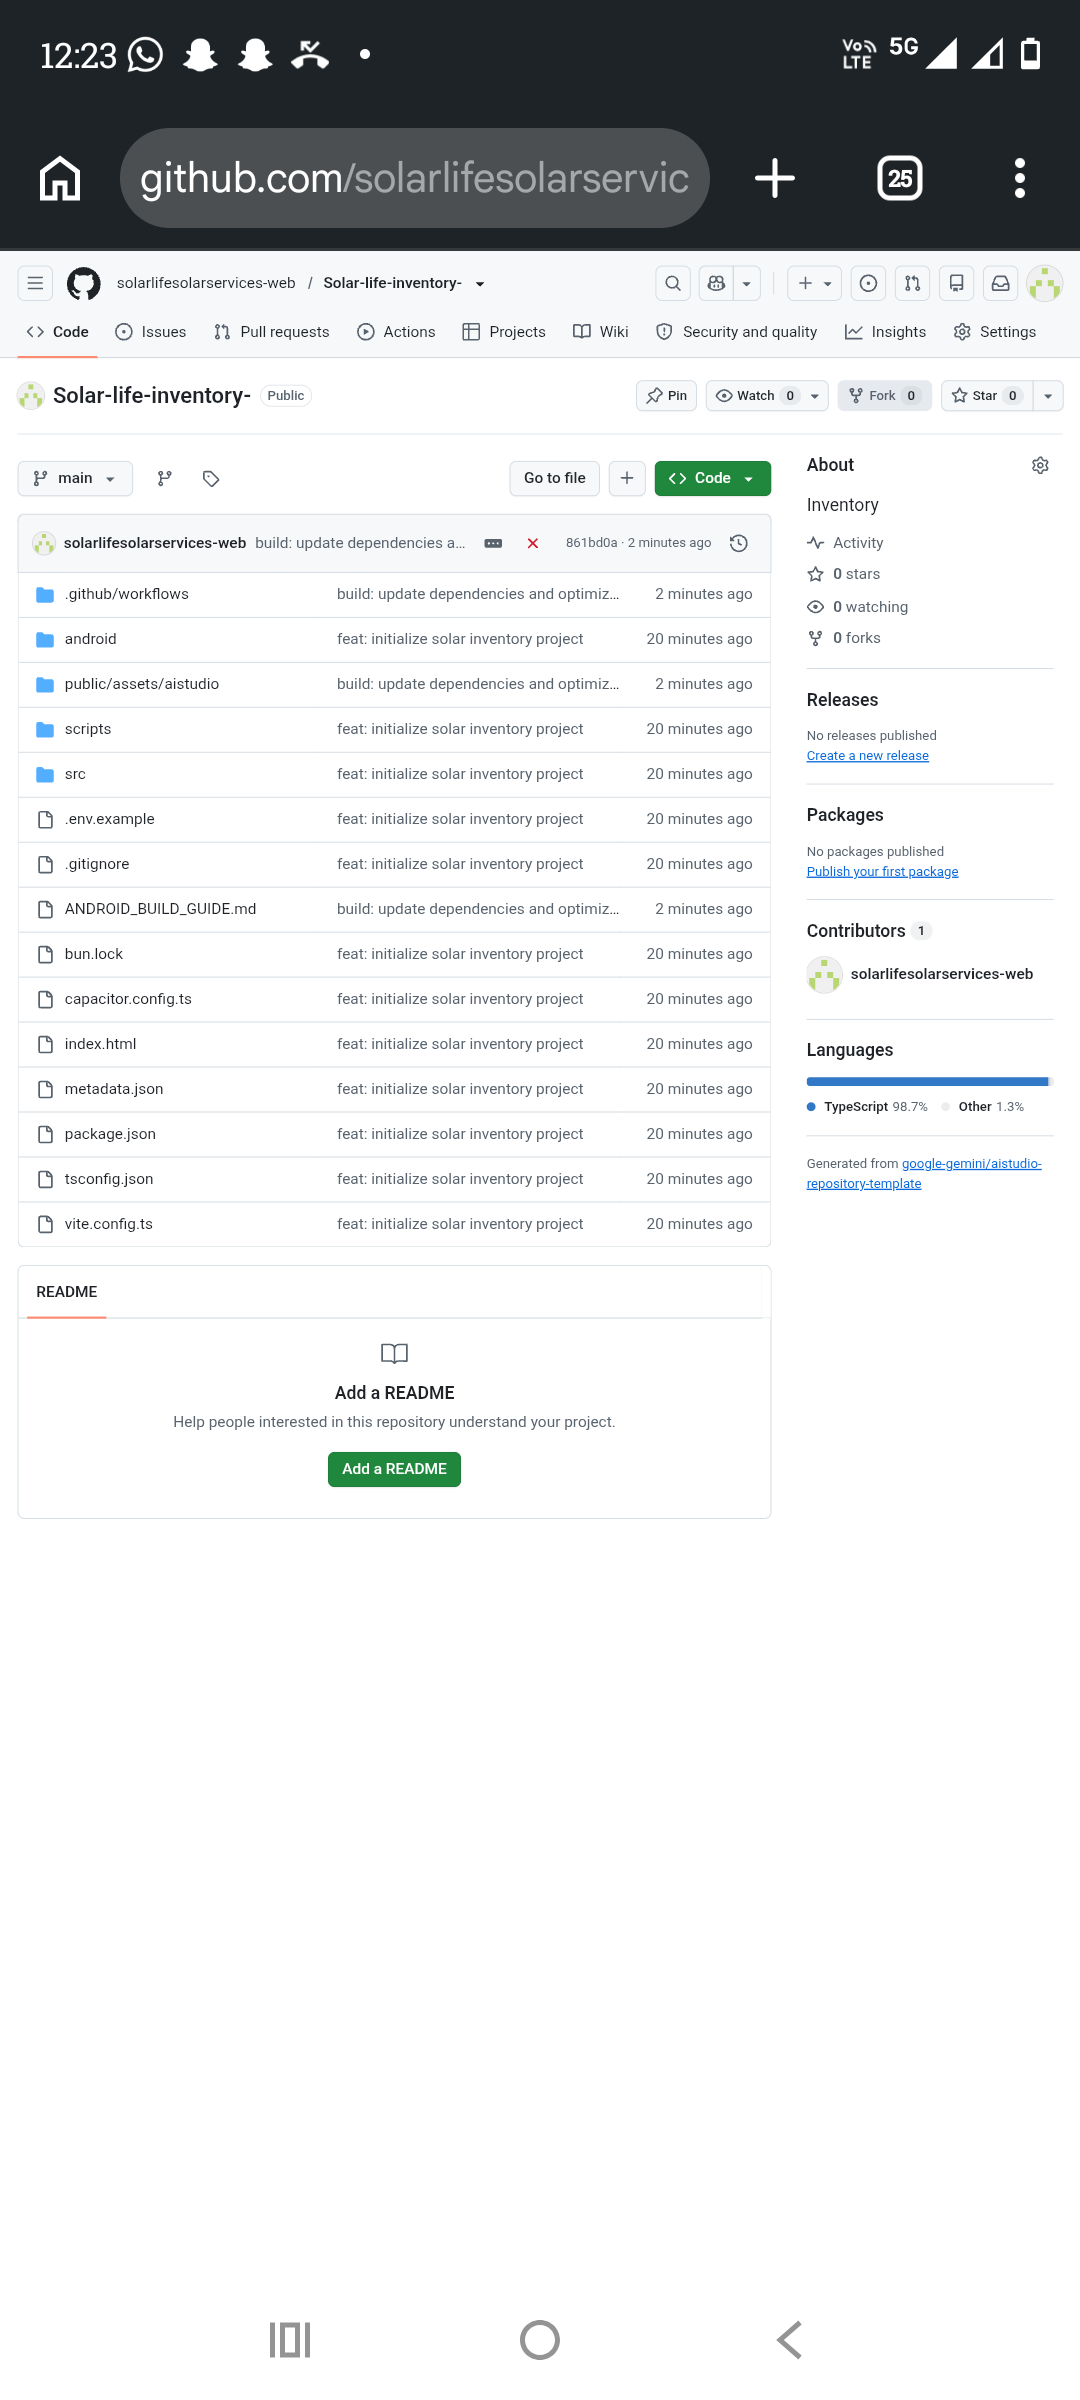 12:23
Vo LTE 5G
github.com/solarlifesolarservic
25
solarlifesolarservices-web / Solar-life-inventory-
Code Issues Pull requests Actions Projects Wiki Security and quality Insights Settings
Solar-life-inventory- Public
Pin Watch 0 Fork 0 Star 0
main Go to file Code
solarlifesolarservices-web build: update dependencies a... 861bd0a · 2 minutes ago
.github/workflows build: update dependencies and optimiz... 2 minutes ago
android feat: initialize solar inventory project 20 minutes ago
public/assets/aistudio build: update dependencies and optimiz... 2 minutes ago
scripts feat: initialize solar inventory project 20 minutes ago
src feat: initialize solar inventory project 20 minutes ago
.env.example feat: initialize solar inventory project 20 minutes ago
.gitignore feat: initialize solar inventory project 20 minutes ago
ANDROID_BUILD_GUIDE.md build: update dependencies and optimiz... 2 minutes ago
bun.lock feat: initialize solar inventory project 20 minutes ago
capacitor.config.ts feat: initialize solar inventory project 20 minutes ago
index.html feat: initialize solar inventory project 20 minutes ago
metadata.json feat: initialize solar inventory project 20 minutes ago
package.json feat: initialize solar inventory project 20 minutes ago
tsconfig.json feat: initialize solar inventory project 20 minutes ago
vite.config.ts feat: initialize solar inventory project 20 minutes ago
README
Add a README
Help people interested in this repository understand your project.
Add a README
About
Inventory
Activity
0 stars
0 watching
0 forks
Releases
No releases published
Create a new release
Packages
No packages published
Publish your first package
Contributors 1
solarlifesolarservices-web
Languages
TypeScript 98.7% Other 1.3%
Generated from google-gemini/aistudio-
repository-template